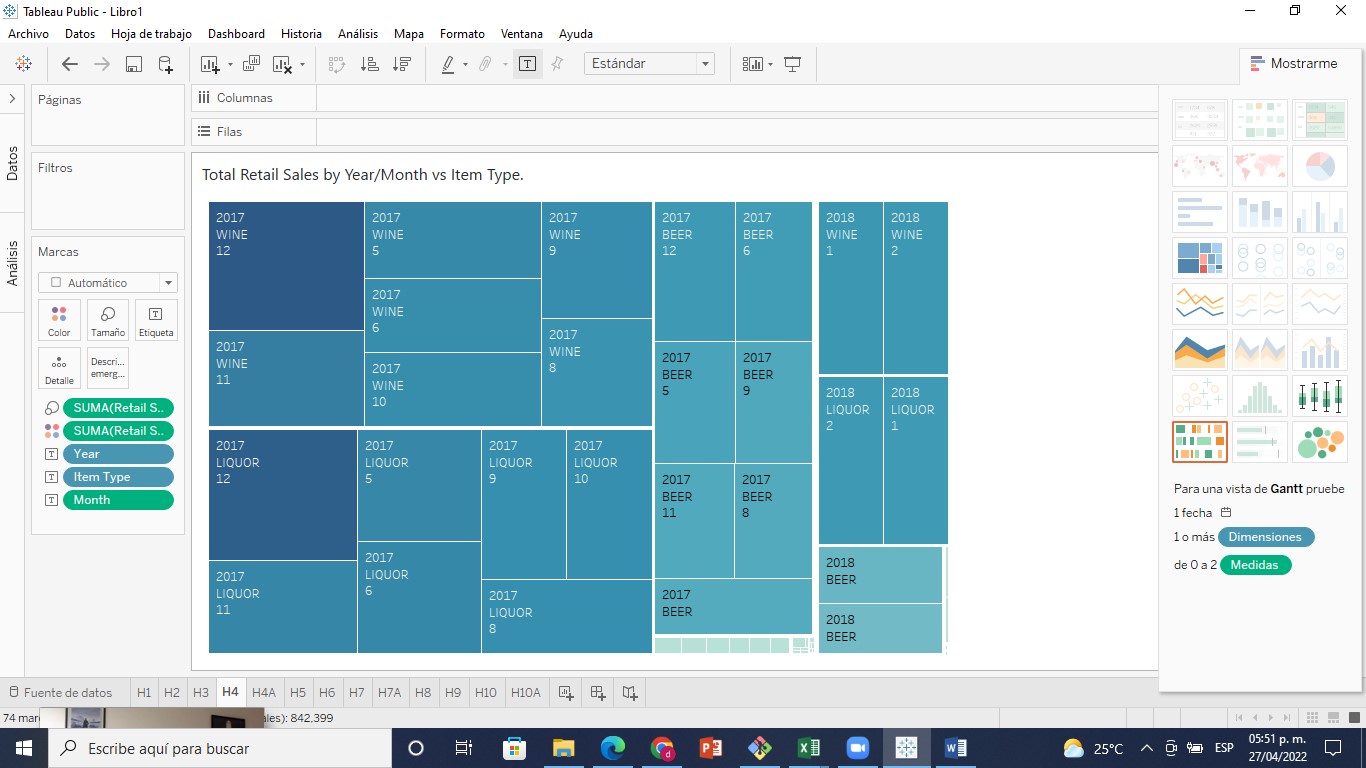 Tableau Public - Libro1
Archivo Datos Hoja de trabajo Dashboard Historia Análisis Mapa Formato Ventana Ayuda
Estándar
Mostrarme
Datos
Análisis
Páginas
Filtros
Marcas
Automático
Color Tamaño Etiqueta
Detalle Descri... emerg...
SUMA(Retail S..
SUMA(Retail S..
Year
Item Type
Month
Columnas
Filas
Total Retail Sales by Year/Month vs Item Type.
2017
WINE
12
2017
WINE
11
2017
WINE
5
2017
WINE
6
2017
WINE
10
2017
WINE
9
2017
WINE
8
2017
LIQUOR
12
2017
LIQUOR
11
2017
LIQUOR
5
2017
LIQUOR
6
2017
LIQUOR
9
2017
LIQUOR
10
2017
LIQUOR
8
2017
BEER
12
2017
BEER
6
2017
BEER
5
2017
BEER
9
2017
BEER
11
2017
BEER
8
2017
BEER
2018
WINE
1
2018
WINE
2
2018
LIQUOR
2
2018
LIQUOR
1
2018
BEER
2018
BEER
Para una vista de Gantt pruebe
1 fecha
1 o más Dimensiones
de 0 a 2 Medidas
Fuente de datos H1 H2 H3 H4 H4A H5 H6 H7 H7A H8 H9 H10 H10A
74 mar
ales): 842,399
Escribe aquí para buscar
25°C
ESP
05:51 p. m.
27/04/2022